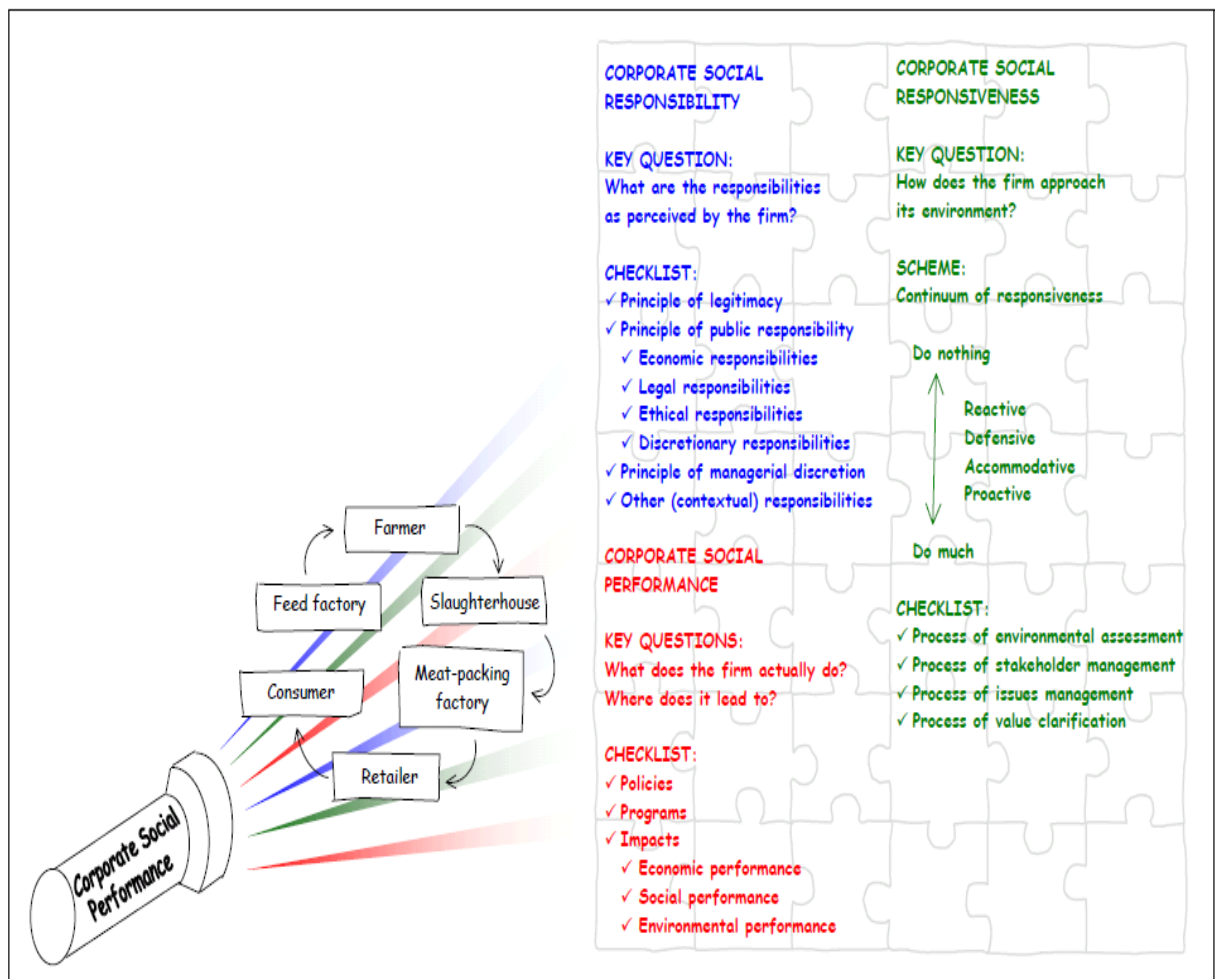 Corporate Social
Performance
Farmer
Feed factory
Slaughterhouse
Consumer
Meat-packing
factory
Retailer
CORPORATE SOCIAL
RESPONSIBILITY
KEY QUESTION:
What are the responsibilities
as perceived by the firm?
CHECKLIST:
✓ Principle of legitimacy
✓ Principle of public responsibility
✓ Economic responsibilities
✓ Legal responsibilities
✓ Ethical responsibilities
✓ Discretionary responsibilities
✓ Principle of managerial discretion
✓ Other (contextual) responsibilities
CORPORATE SOCIAL
PERFORMANCE
KEY QUESTIONS:
What does the firm actually do?
Where does it lead to?
CHECKLIST:
✓ Policies
✓ Programs
✓ Impacts
✓ Economic performance
✓ Social performance
✓ Environmental performance
CORPORATE SOCIAL
RESPONSIVENESS
KEY QUESTION:
How does the firm approach
its environment?
SCHEME:
Continuum of responsiveness
Do nothing
Reactive
Defensive
Accommodative
Proactive
Do much
CHECKLIST:
✓ Process of environmental assessment
✓ Process of stakeholder management
✓ Process of issues management
✓ Process of value clarification